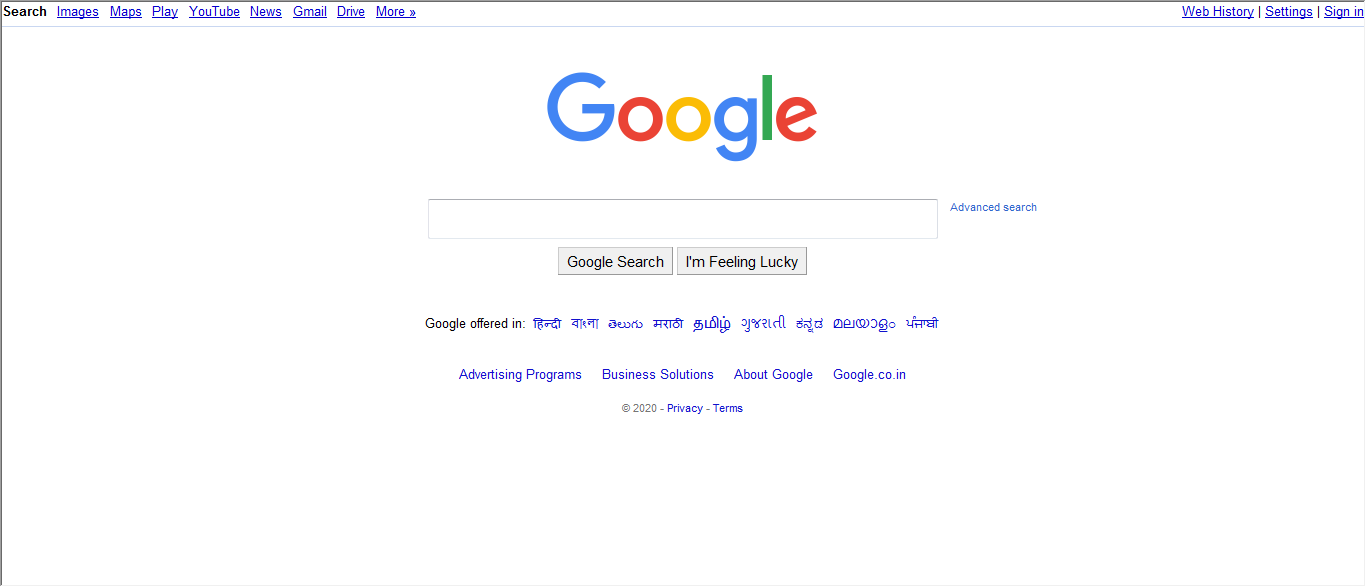 Search Images Maps Play YouTube News Gmail Drive More » Web History | Settings | Sign in
Google
Advanced search
Google Search I'm Feeling Lucky
Google offered in: हिन्दी বাংলা తెలుగు मराठी தமிழ் ગુજરાતી ಕನ್ನಡ മലയാളം ਪੰਜਾਬੀ
Advertising Programs Business Solutions About Google Google.co.in
© 2020 - Privacy - Terms